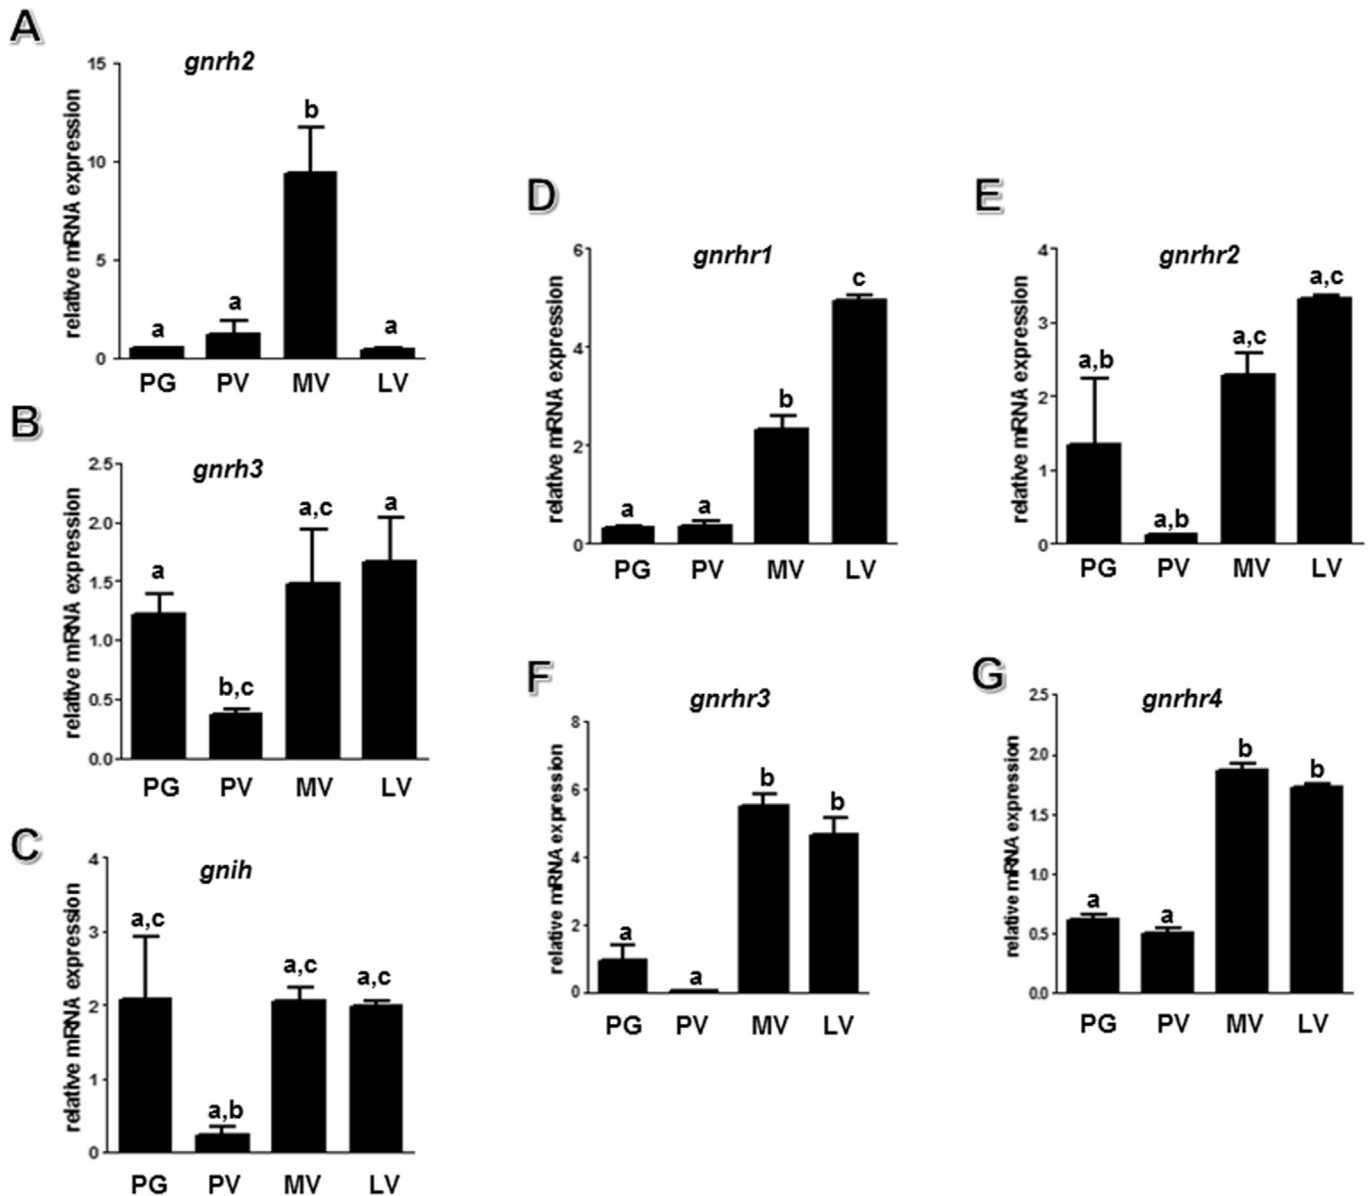 A
gnrh2
relative mRNA expression
15
10
5
0
a
a
b
a
PG PV MV LV
B
gnrh3
relative mRNA expression
2.5
2.0
1.5
1.0
0.5
0.0
a
b,c
a,c
a
PG PV MV LV
C
gnih
relative mRNA expression
4
3
2
1
0
a,c
a,b
a,c
a,c
PG PV MV LV
D
gnrhr1
relative mRNA expression
6
4
2
0
a
a
b
c
PG PV MV LV
E
gnrhr2
relative mRNA expression
4
3
2
1
0
a,b
a,b
a,c
a,c
PG PV MV LV
F
gnrhr3
relative mRNA expression
8
6
4
2
0
a
a
b
b
PG PV MV LV
G
gnrhr4
relative mRNA expression
2.5
2.0
1.5
1.0
0.5
0.0
a
a
b
b
PG PV MV LV